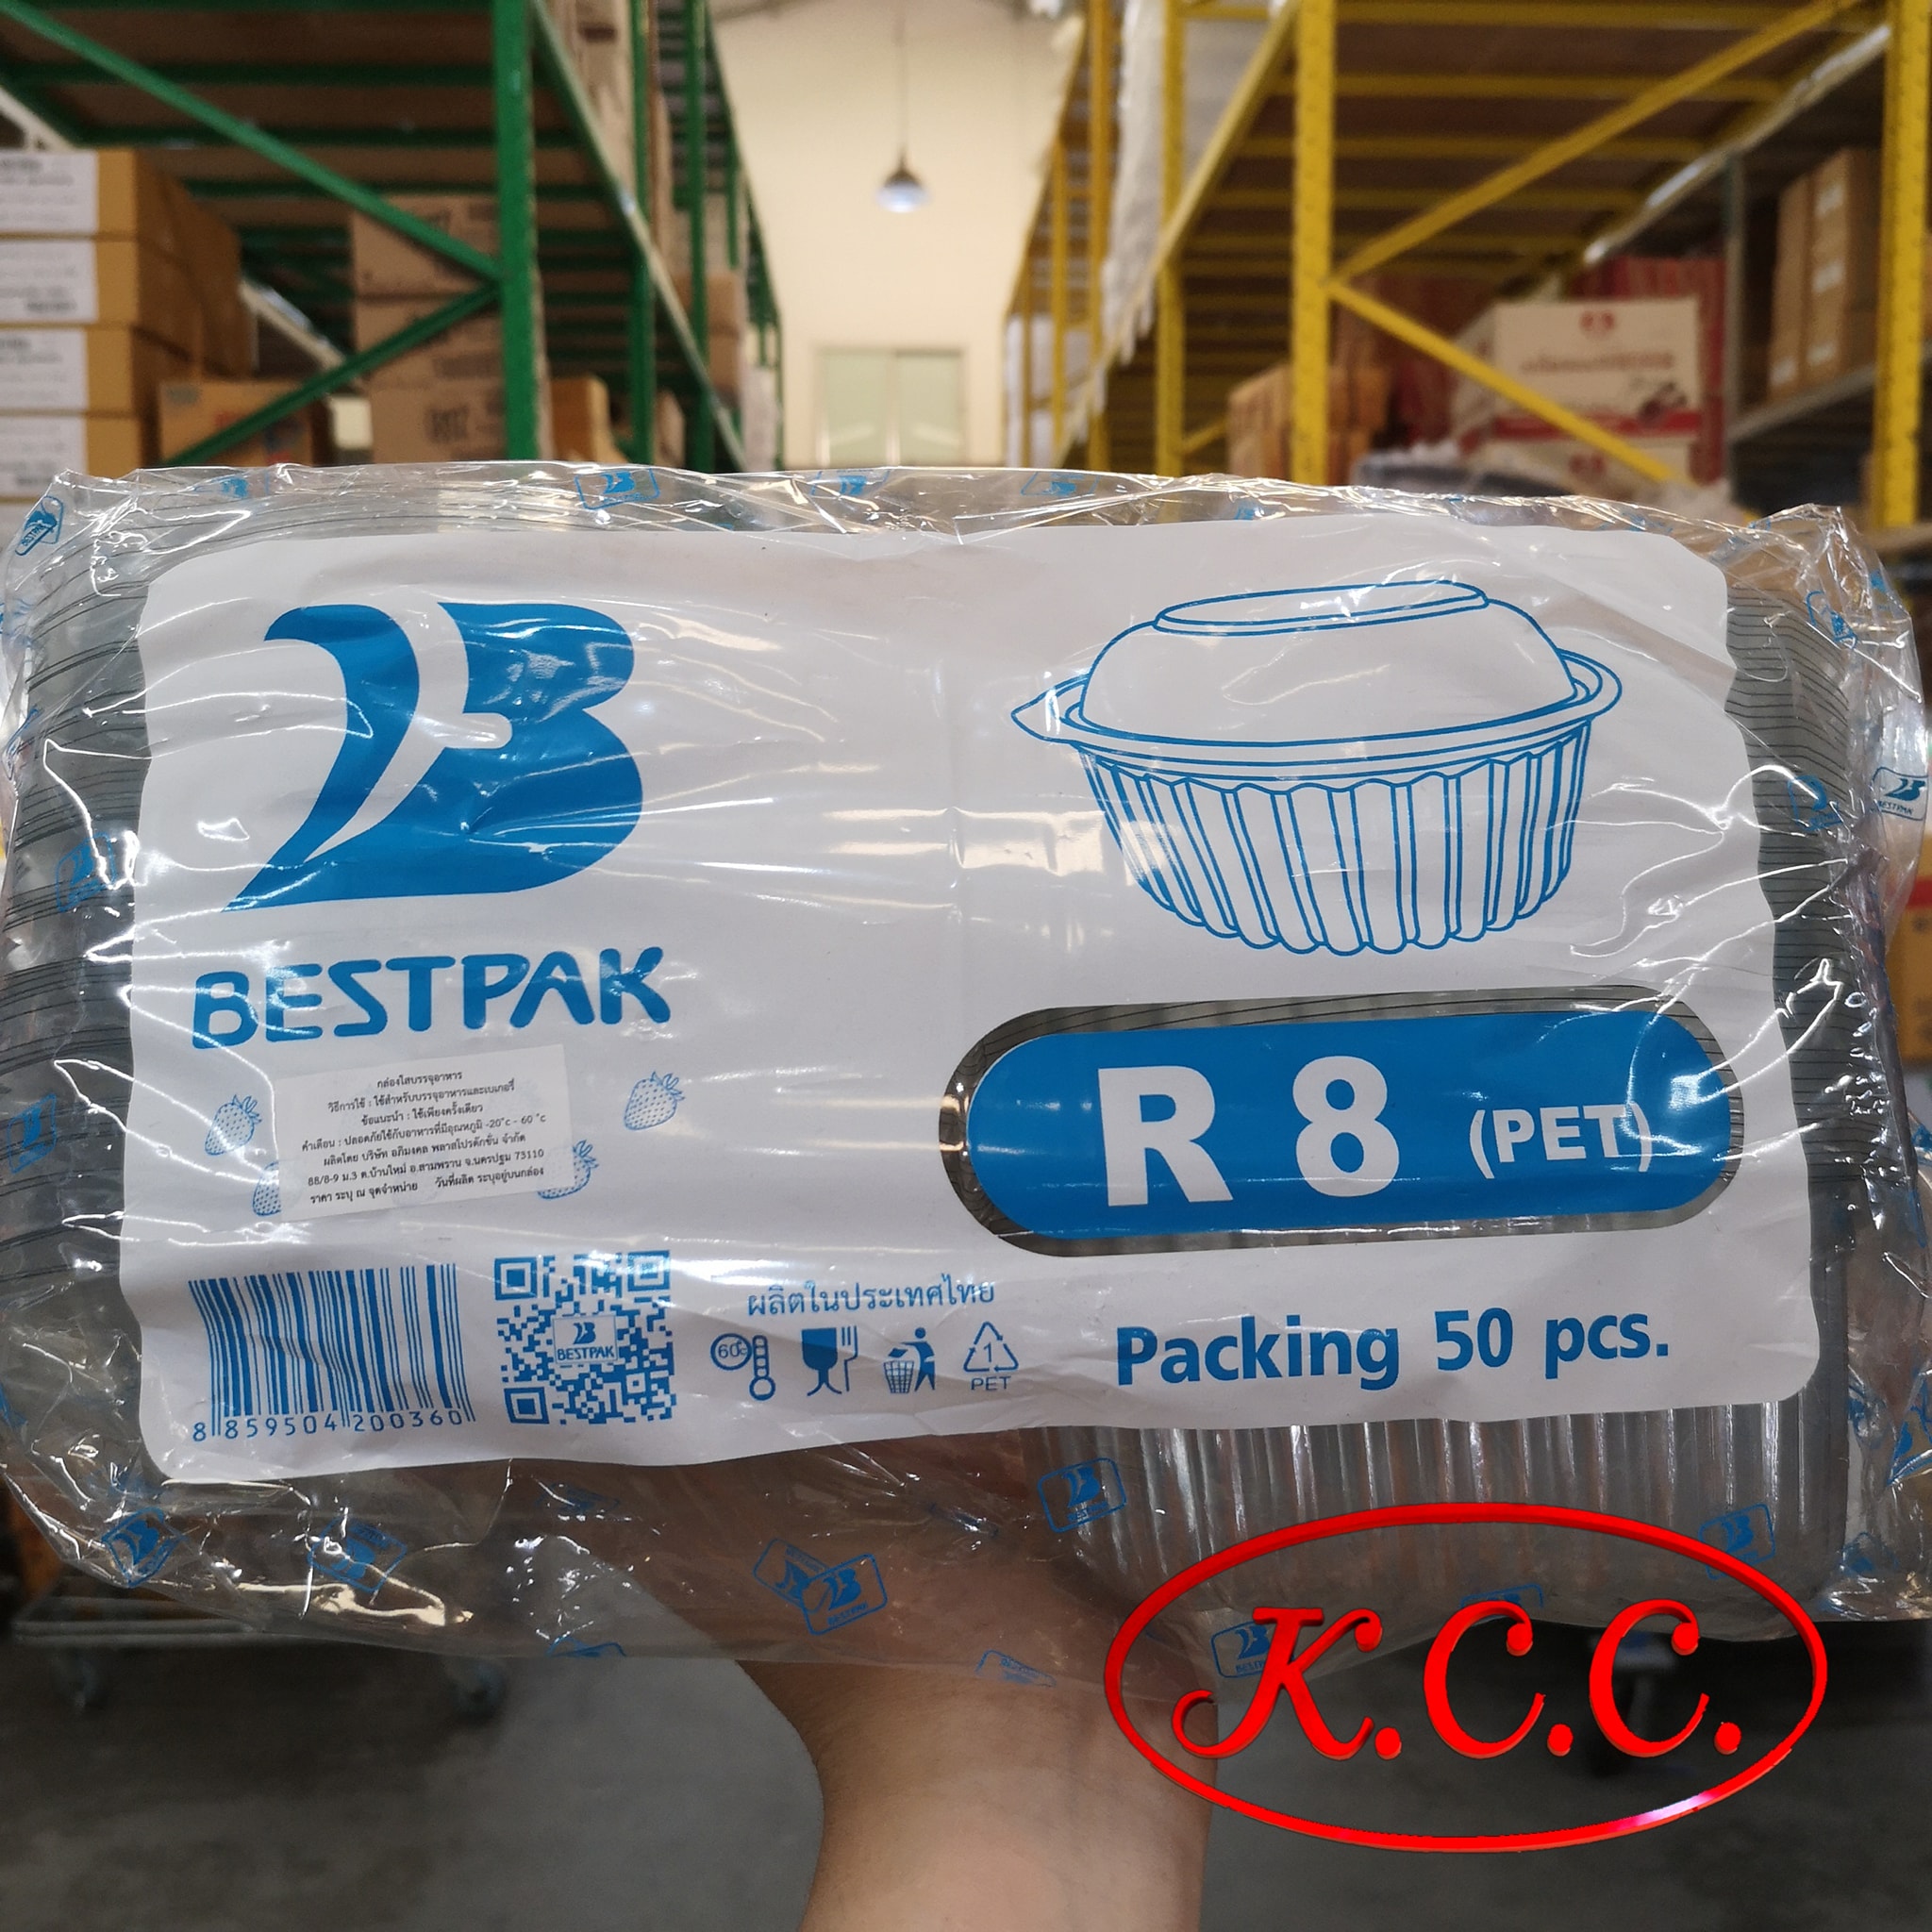 BESTPAK
กล่องใสบรรจุอาหาร
วิธีการใช้ : ใช้สำหรับบรรจุอาหารและเบเกอรี่
ข้อแนะนำ : ใช้เพียงครั้งเดียว
คำเตือน : ปลอดภัยใช้กับอาหารที่มีอุณหภูมิ -20°c - 60 °c
ผลิตโดย บริษัท อภิมงคล พลาสโปรดักชั่น จำกัด
88/8-9 ม.3 ต.บ้านใหม่ อ.สามพราน จ.นครปฐม 73110
ราคา ระบุ ณ จุดจำหน่าย วันที่ผลิต ระบุอยู่บนกล่อง
R 8 (PET)
8 859504 200360
BESTPAK
ผลิตในประเทศไทย
60°c
1
PET
Packing 50 pcs.
K.C.C.